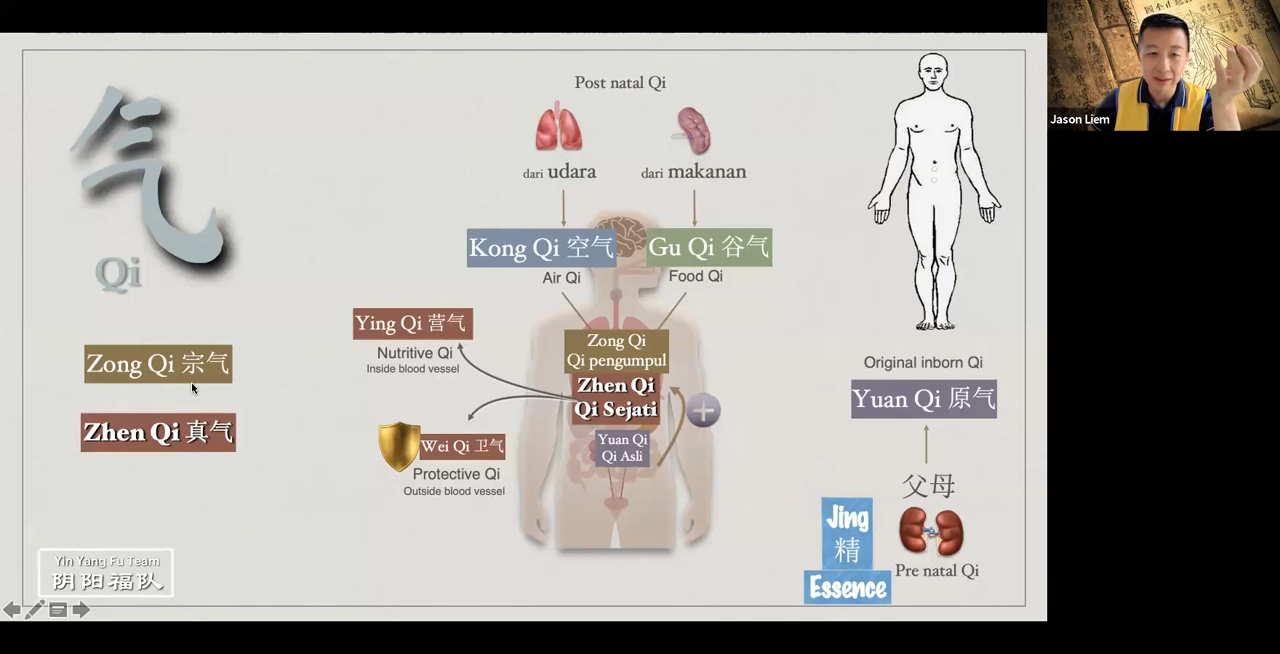 气
Qi
Zong Qi 宗气
Zhen Qi 真气
Yin Yang Fu Team
阴阳福队
Post natal Qi
dari udara
dari makanan
Kong Qi 空气
Gu Qi 谷气
Air Qi
Food Qi
Ying Qi 营气
Nutritive Qi
Inside blood vessel
Zong Qi
Qi pengumpul
Zhen Qi
Qi Sejati
Yuan Qi
Qi Asli
Wei Qi 卫气
Protective Qi
Outside blood vessel
Original inborn Qi
Yuan Qi 原气
父母
Jing
精
Essence
Pre natal Qi
Jason Liem